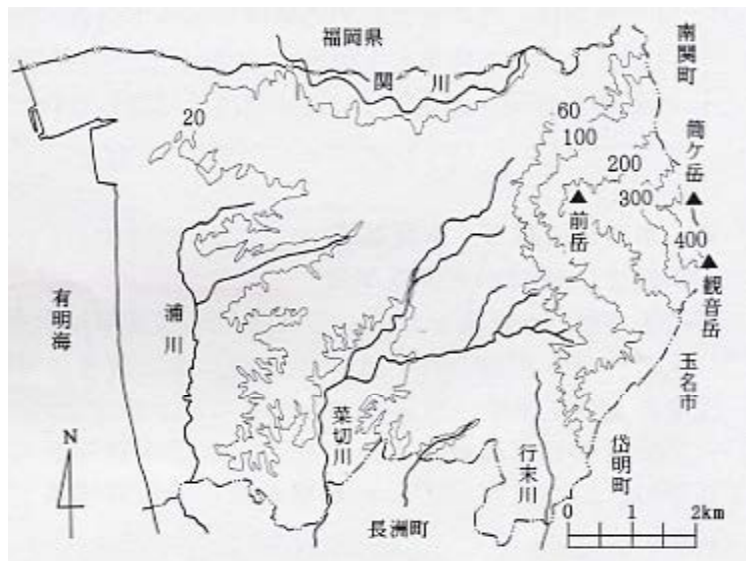 福岡県
関川
南関町
20
60
100
200
300
400
筒ケ岳
前岳
観音岳
有明海
浦川
玉名市
菜切川
行末川
岱明町
長洲町
N
0 1 2km